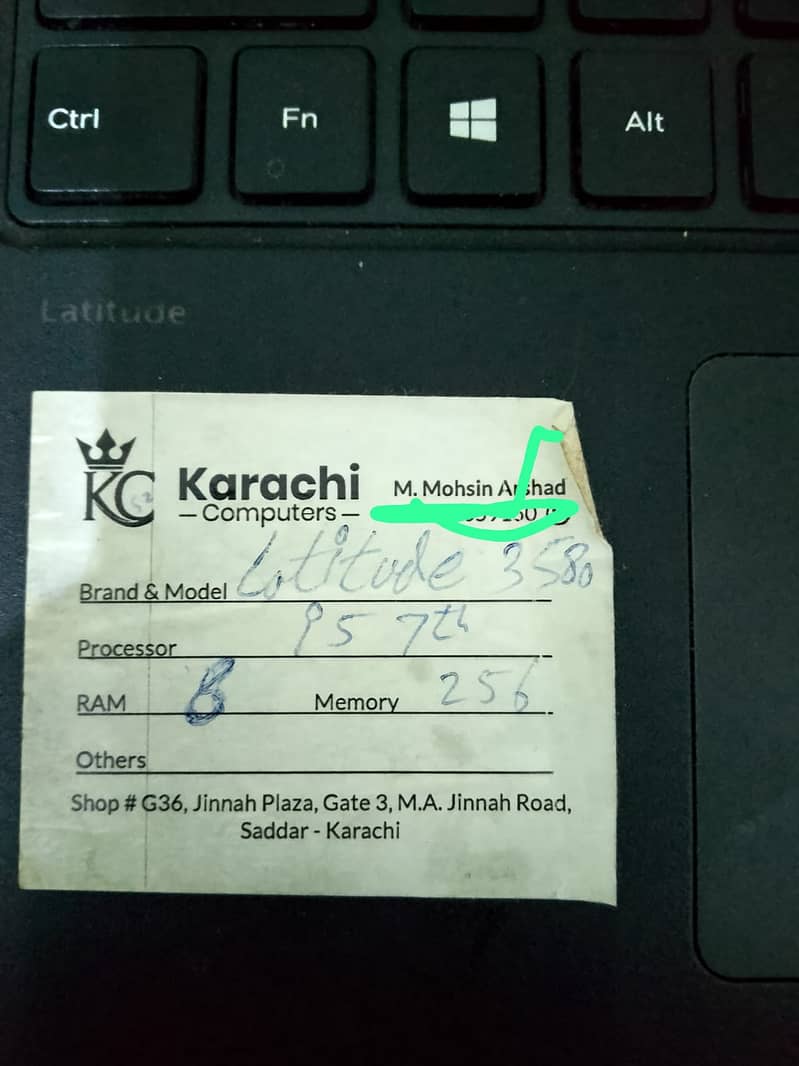 Ctrl Fn Alt
Latitude
KC Karachi
Computers
M. Mohsin Arshad
Brand & Model Latitude 3580
Processor i5 7th
RAM 8 Memory 256
Others
Shop # G36, Jinnah Plaza, Gate 3, M.A. Jinnah Road,
Saddar - Karachi